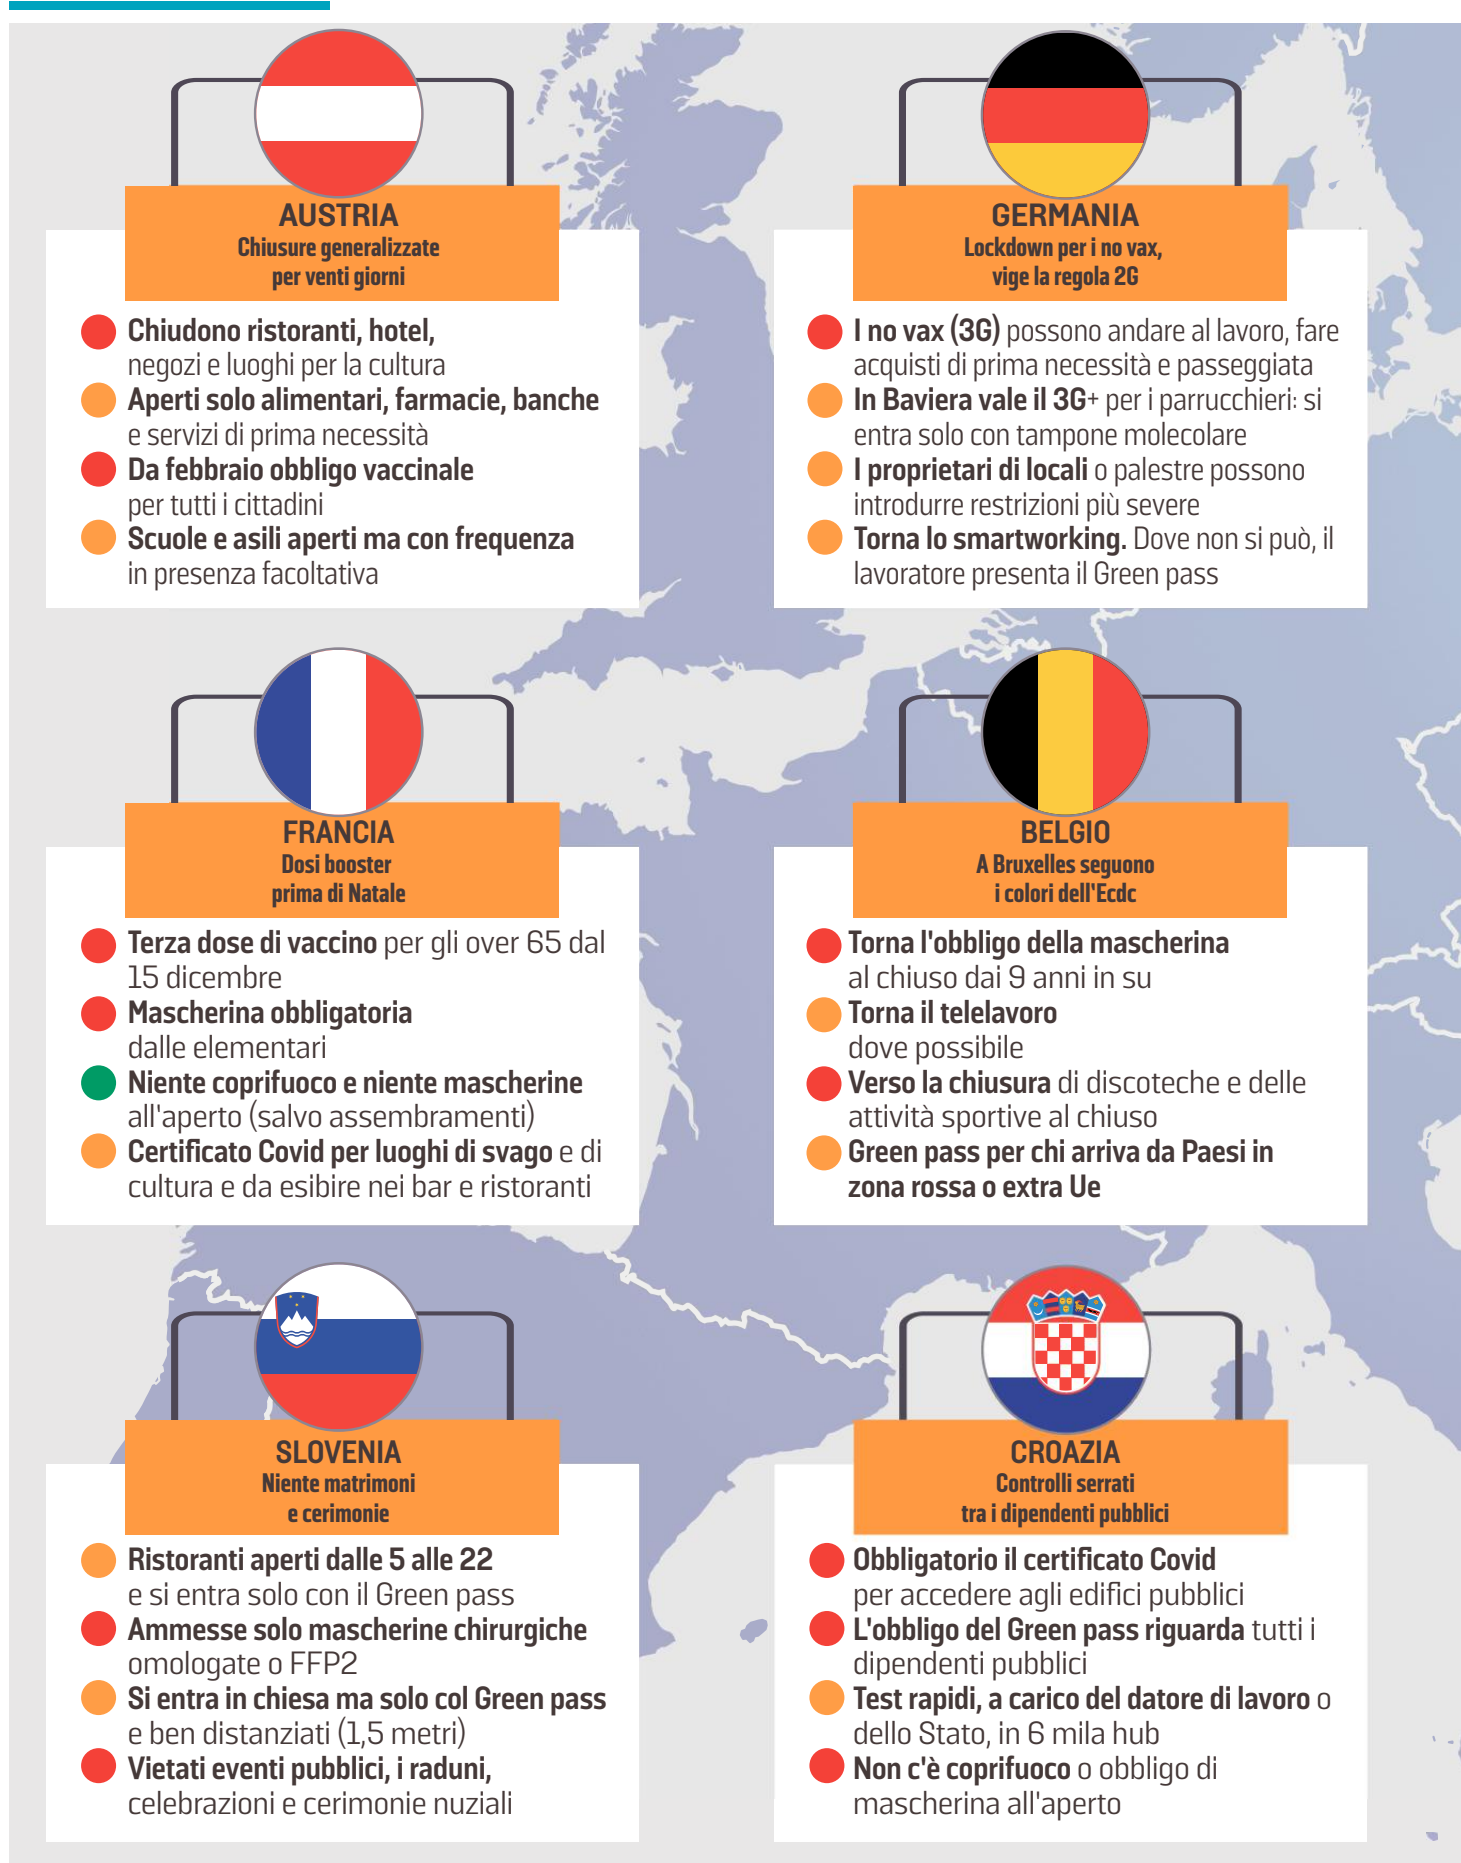 AUSTRIA
Chiusure generalizzate
per venti giorni
Chiudono ristoranti, hotel,
negozi e luoghi per la cultura
Aperti solo alimentari, farmacie, banche
e servizi di prima necessità
Da febbraio obbligo vaccinale
per tutti i cittadini
Scuole e asili aperti ma con frequenza
in presenza facoltativa
GERMANIA
Lockdown per i no vax,
vige la regola 2G
I no vax (3G) possono andare al lavoro, fare
acquisti di prima necessità e passeggiata
In Baviera vale il 3G+ per i parrucchieri: si
entra solo con tampone molecolare
I proprietari di locali o palestre possono
introdurre restrizioni più severe
Torna lo smartworking. Dove non si può, il
lavoratore presenta il Green pass
FRANCIA
Dosi booster
prima di Natale
Terza dose di vaccino per gli over 65 dal
15 dicembre
Mascherina obbligatoria
dalle elementari
Niente coprifuoco e niente mascherine
all'aperto (salvo assembramenti)
Certificato Covid per luoghi di svago e di
cultura e da esibire nei bar e ristoranti
BELGIO
A Bruxelles seguono
i colori dell'Ecdc
Torna l'obbligo della mascherina
al chiuso dai 9 anni in su
Torna il telelavoro
dove possibile
Verso la chiusura di discoteche e delle
attività sportive al chiuso
Green pass per chi arriva da Paesi in
zona rossa o extra Ue
SLOVENIA
Niente matrimoni
e cerimonie
Ristoranti aperti dalle 5 alle 22
e si entra solo con il Green pass
Ammesse solo mascherine chirurgiche
omologate o FFP2
Si entra in chiesa ma solo col Green pass
e ben distanziati (1,5 metri)
Vietati eventi pubblici, i raduni,
celebrazioni e cerimonie nuziali
CROAZIA
Controlli serrati
tra i dipendenti pubblici
Obbligatorio il certificato Covid
per accedere agli edifici pubblici
L'obbligo del Green pass riguarda tutti i
dipendenti pubblici
Test rapidi, a carico del datore di lavoro o
dello Stato, in 6 mila hub
Non c'è coprifuoco o obbligo di
mascherina all'aperto